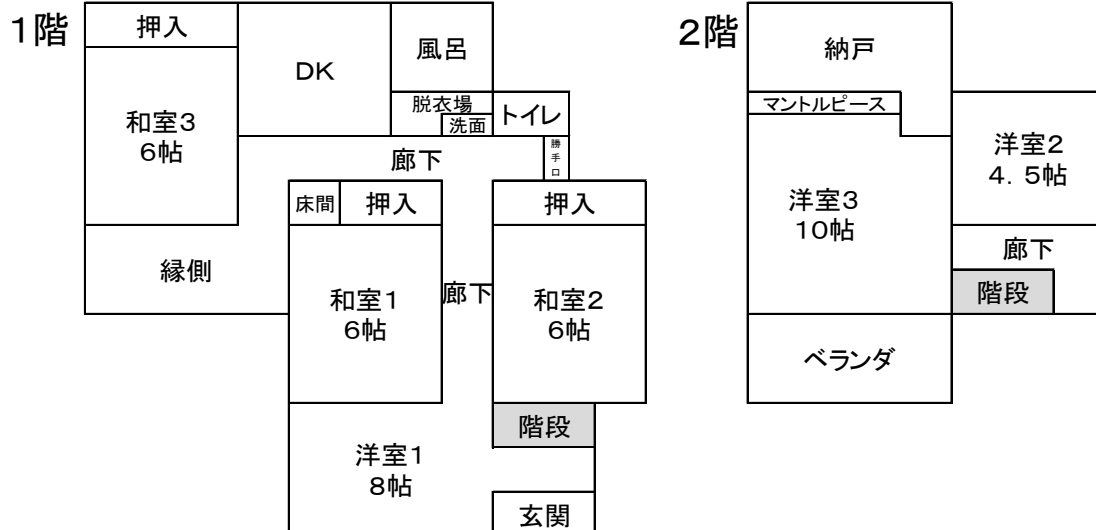 1階
押入
DK
風呂
和室3
6帖
脱衣場
洗面
トイレ
廊下
勝手口
床間
押入
押入
縁側
和室1
6帖
廊下
和室2
6帖
階段
洋室1
8帖
玄関
2階
納戸
マントルピース
洋室2
4．5帖
洋室3
10帖
廊下
階段
ベランダ